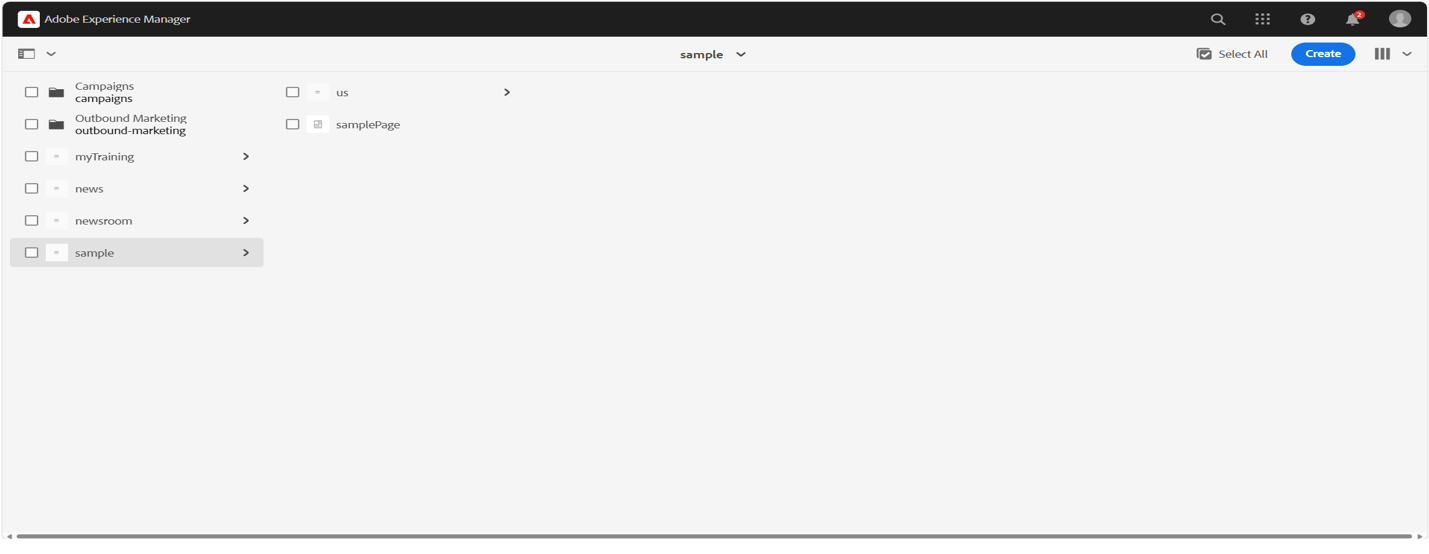 Adobe Experience Manager
2
sample
Select All
Create
Campaigns
campaigns
Outbound Marketing
outbound-marketing
myTraining
news
newsroom
sample
us
samplePage